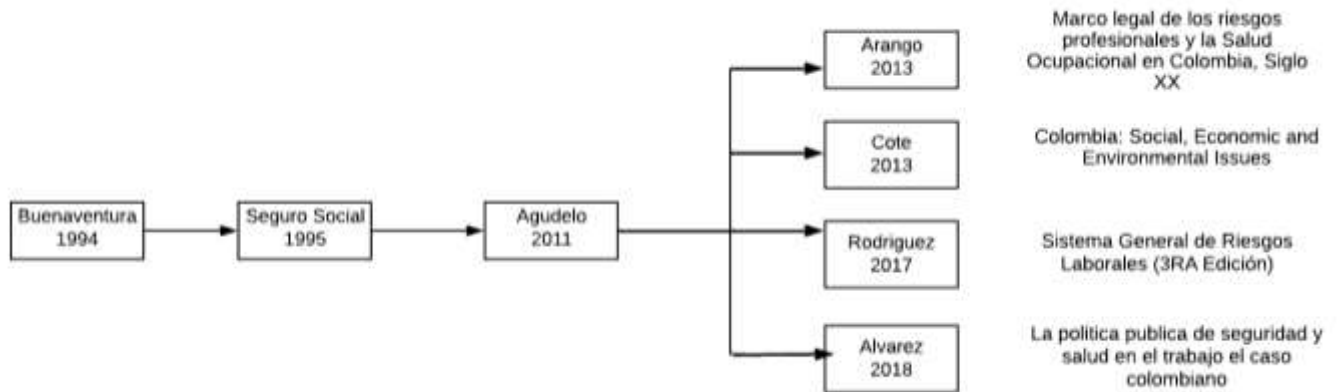 Buenaventura
1994
Seguro Social
1995
Agudelo
2011
Arango
2013
Marco legal de los riesgos
profesionales y la Salud
Ocupacional en Colombia, Siglo
XX
Cote
2013
Colombia: Social, Economic and
Environmental Issues
Rodriguez
2017
Sistema General de Riesgos
Laborales (3RA Edición)
Alvarez
2018
La politica publica de seguridad y
salud en el trabajo el caso
colombiano